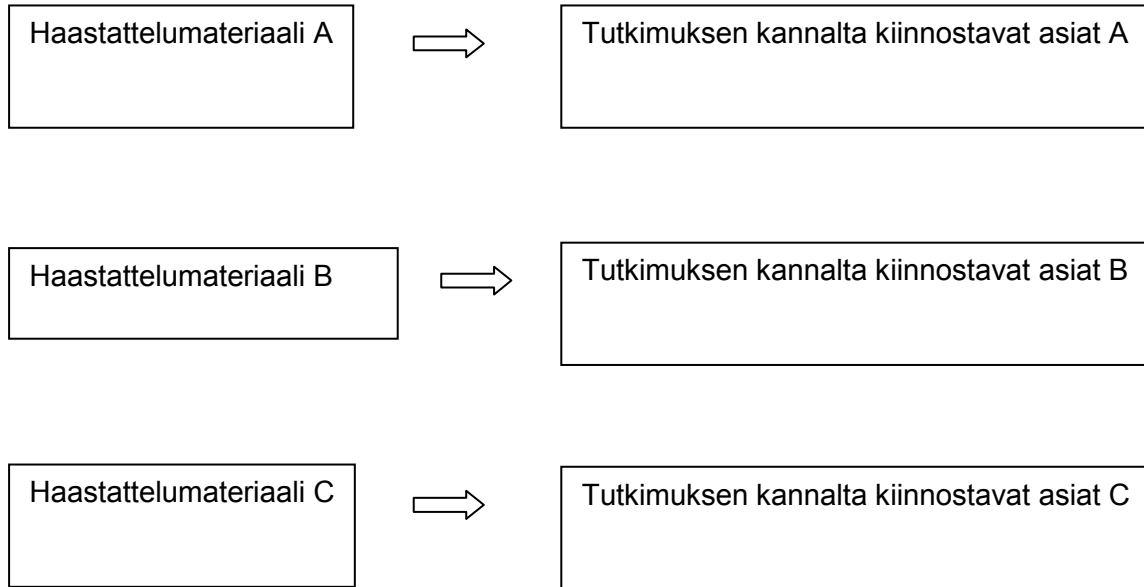 Haastattelumateriaali A
Tutkimuksen kannalta kiinnostavat asiat A
Haastattelumateriaali B
Tutkimuksen kannalta kiinnostavat asiat B
Haastattelumateriaali C
Tutkimuksen kannalta kiinnostavat asiat C